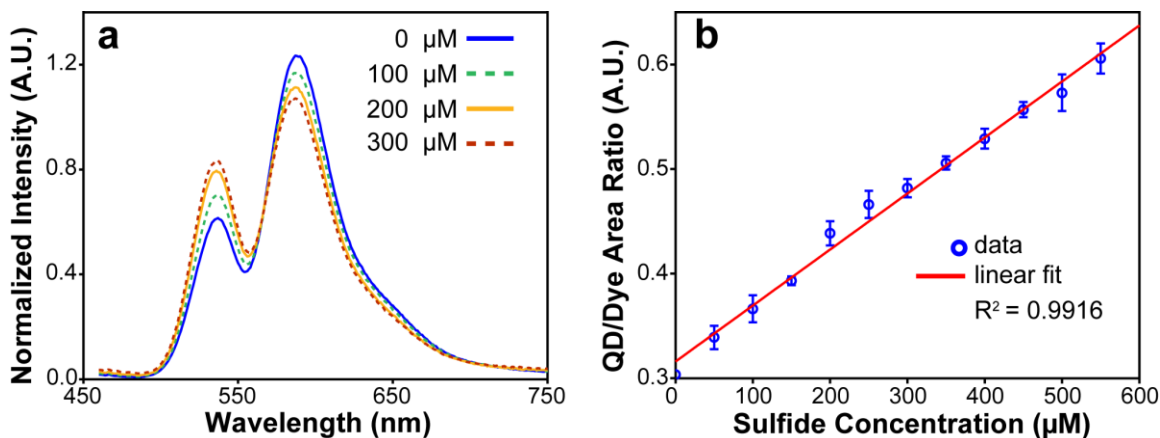 a
0 µM
100 µM
200 µM
300 µM
Normalized Intensity (A.U.)
1.2
0.8
0.4
0.0
450 550 650 750
Wavelength (nm)
b
QD/Dye Area Ratio (A.U.)
0.6
0.5
0.4
0.3
data
linear fit
R² = 0.9916
0 100 200 300 400 500 600
Sulfide Concentration (µM)